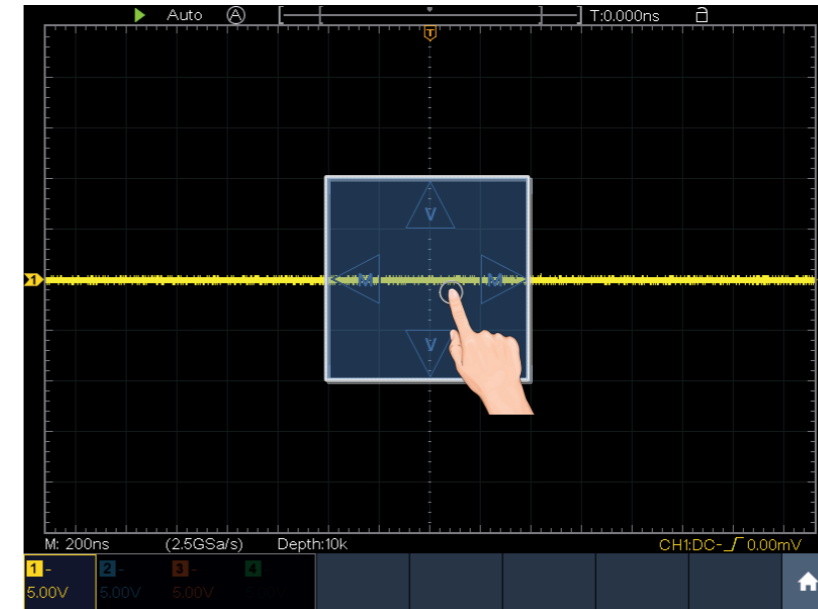 Auto A T:0.000ns
T
V
1 M M
V
M: 200ns (2.5GSa/s) Depth:10k CH1:DC- 0.00mV
1 - 2 - 3 - 4 -
5.00V 5.00V 5.00V